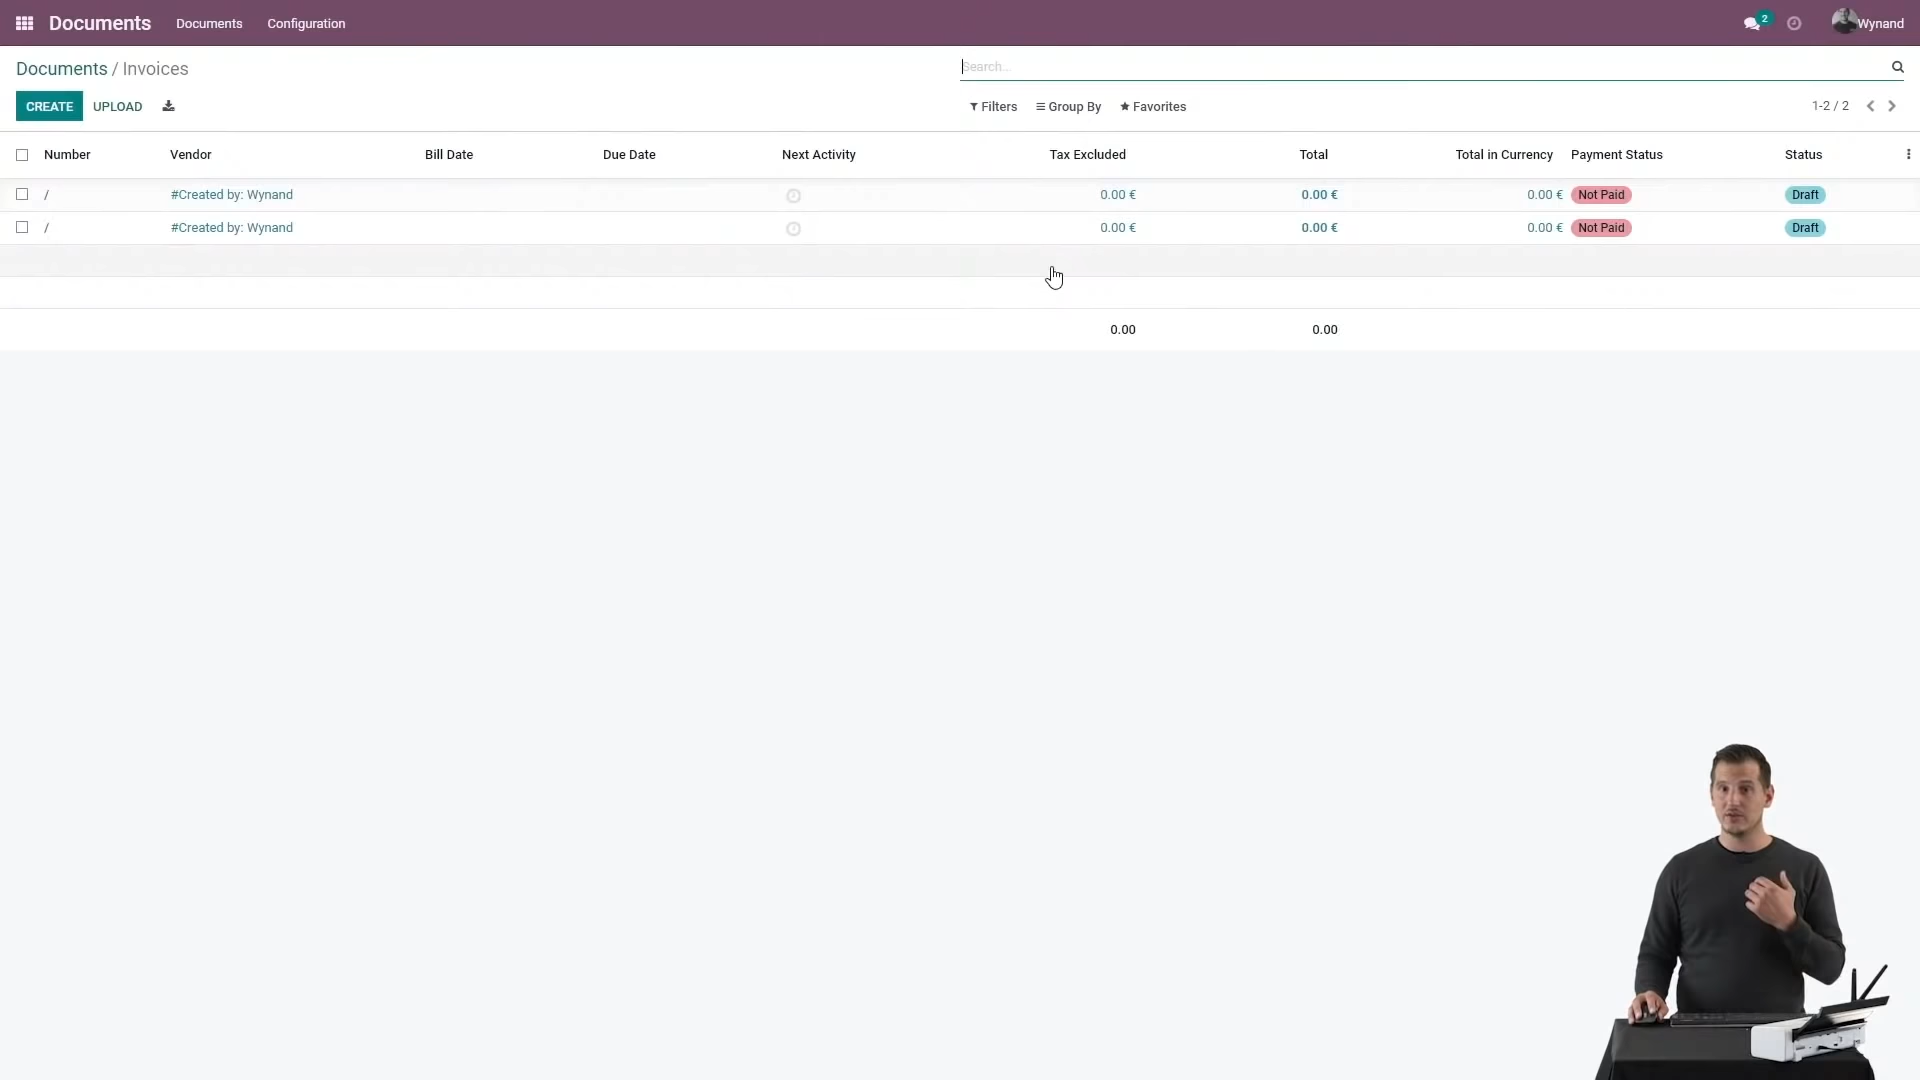 Documents Documents Configuration 2 Wynand
Documents / Invoices Search...
CREATE UPLOAD Filters Group By Favorites 1-2 / 2
Number Vendor Bill Date Due Date Next Activity Tax Excluded Total Total in Currency Payment Status Status
/ #Created by: Wynand 0.00 € 0.00 € 0.00 € Not Paid Draft
/ #Created by: Wynand 0.00 € 0.00 € 0.00 € Not Paid Draft
0.00 0.00